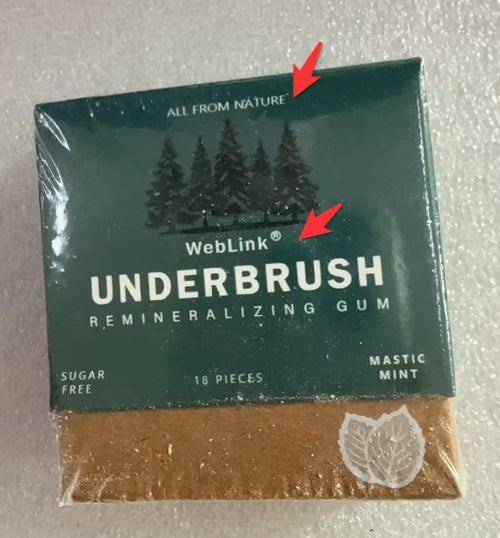 ALL FROM NATURE
WebLink®
UNDERBRUSH
REMINERALIZING GUM
SUGAR
FREE
18 PIECES
MASTIC
MINT